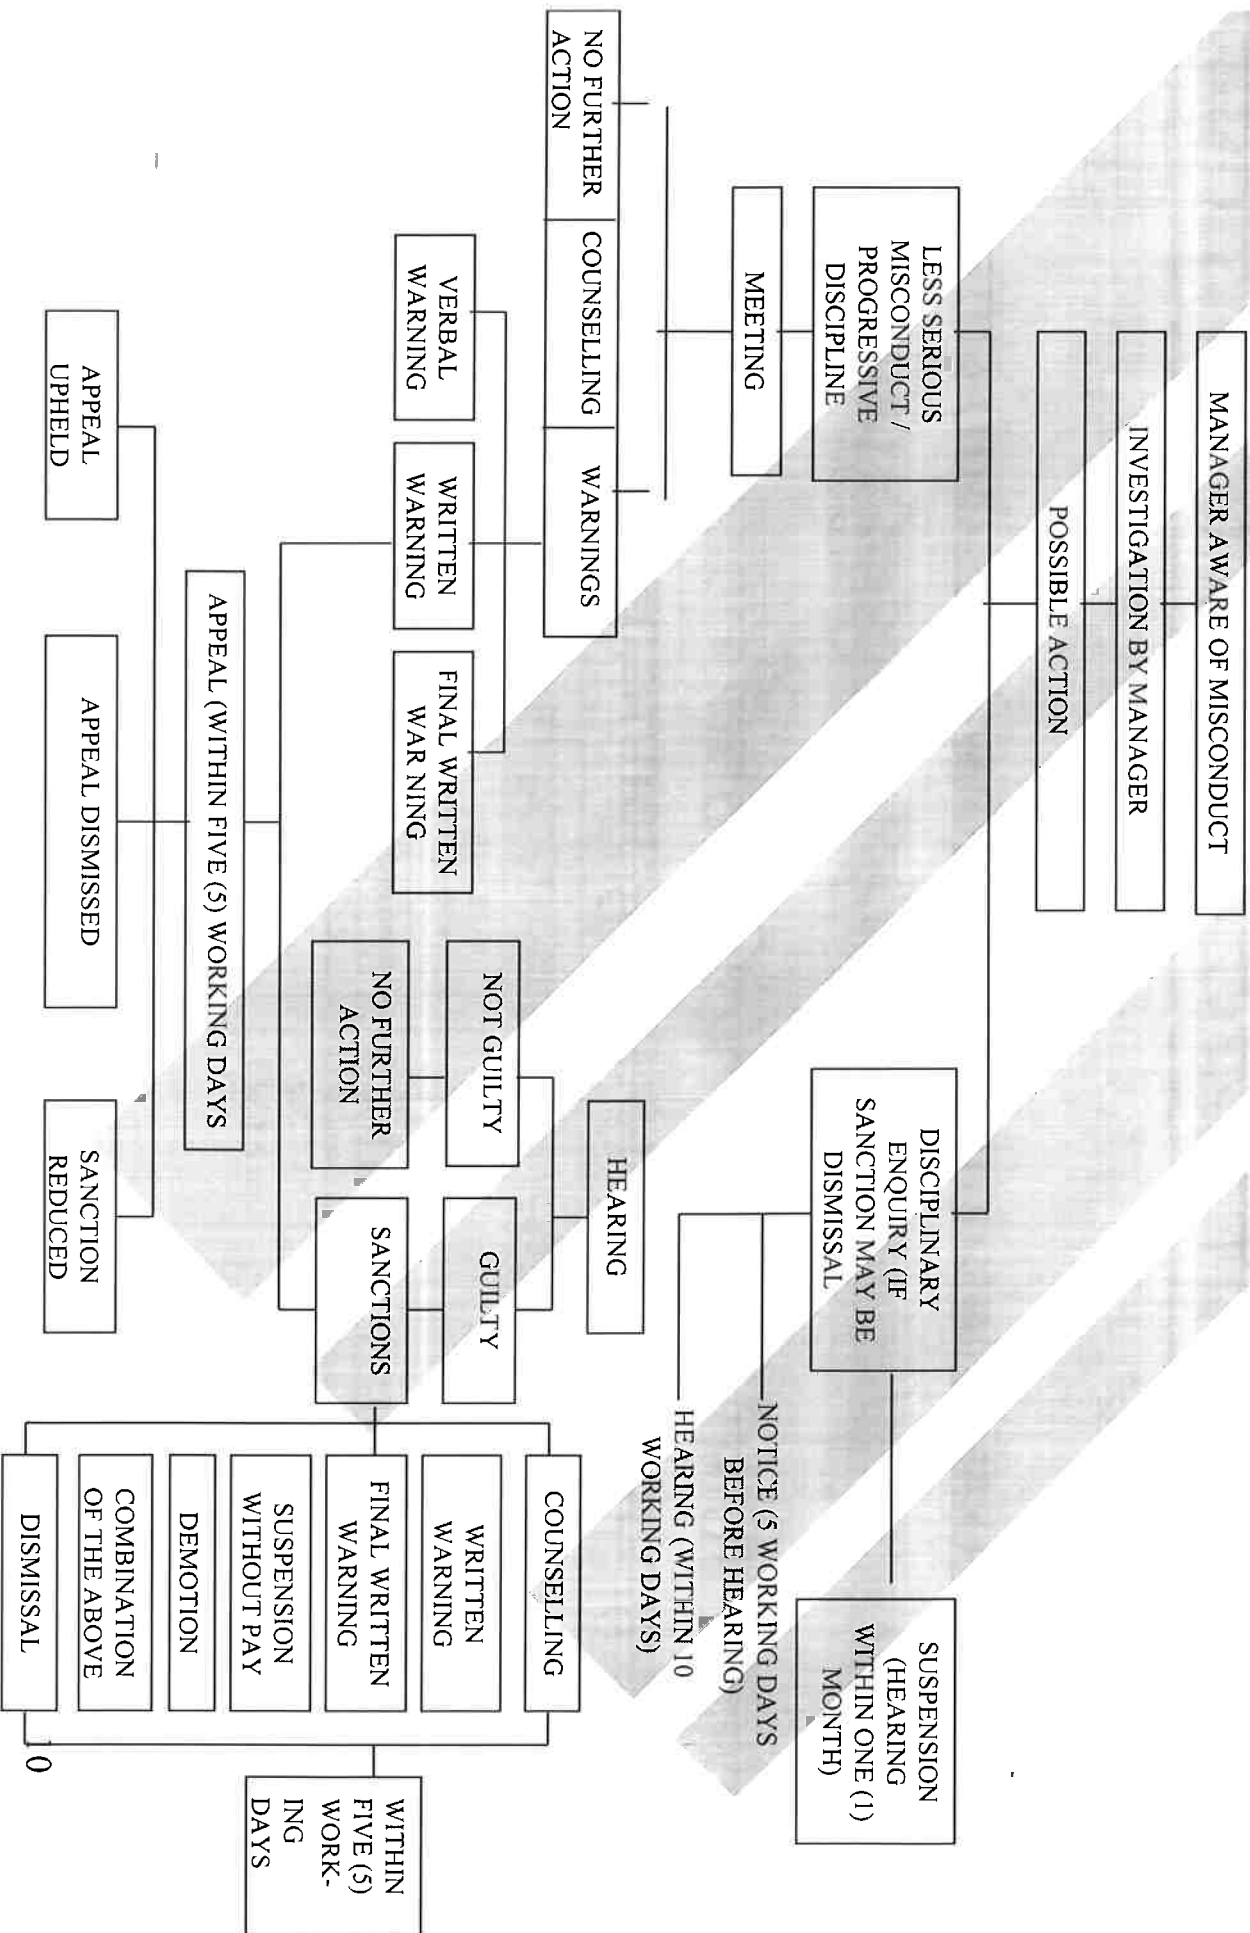 MANAGER AWARE OF MISCONDUCT
INVESTIGATION BY MANAGER
POSSIBLE ACTION
LESS SERIOUS
MISCONDUCT /
PROGRESSIVE
DISCIPLINE
DISCIPLINARY
ENQUIRY (IF
SANCTION MAY BE
DISMISSAL
SUSPENSION
(HEARING
WITHIN ONE (1)
MONTH)
MEETING
NOTICE (5 WORKING DAYS
BEFORE HEARING)
HEARING (WITHIN 10
WORKING DAYS)
NO FURTHER
ACTION
COUNSELLING
WARNINGS
HEARING
VERBAL
WARNING
WRITTEN
WARNING
FINAL WRITTEN
WAR NING
NOT GUILTY
GUILTY
NO FURTHER
ACTION
SANCTIONS
COUNSELING
WRITTEN
WARNING
FINAL WRITTEN
WARNING
SUSPENSION
WITHOUT PAY
DEMOTION
COMBINATION
OF THE ABOVE
DISMISSAL
WITHIN
FIVE (5)
WORK-
ING
DAYS
APPEAL (WITHIN FIVE (5) WORKING DAYS
APPEAL
UPHELD
APPEAL DISMISSED
SANCTION
REDUCED
0